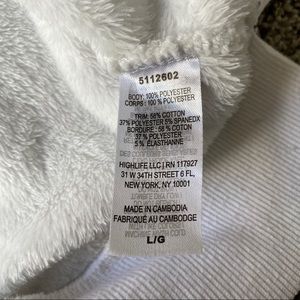 5112602
BODY: 100% POLYESTER
CORPS: 100% POLYESTER
TRIM: 58% COTTON
37% POLYESTER 5% SPANEDX
BORDURE: 58% COTON
37% POLYESTER
5% ÉLASTHANNE
HIGHLIFE LLC | RN 117927
31 W 34TH STREET 6 FL,
NEW YORK, NY 10001
MADE IN CAMBODIA
FABRIQUÉ AU CAMBODGE
L/G